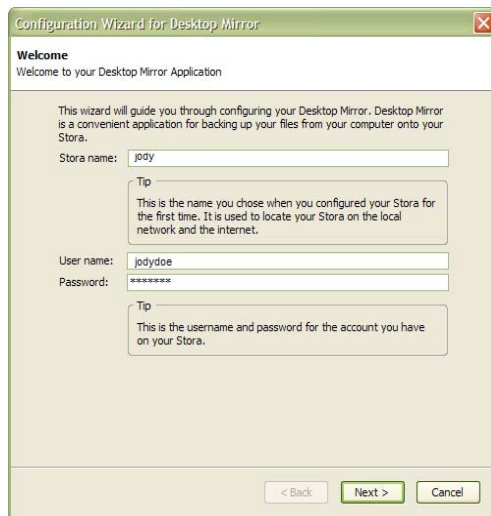 Configuration Wizard for Desktop Mirror
Welcome
Welcome to your Desktop Mirror Application
This wizard will guide you through configuring your Desktop Mirror. Desktop Mirror
is a convenient application for backing up your files from your computer onto your
Stora.
Stora name: jody
Tip
This is the name you chose when you configured your Stora for
the first time. It is used to locate your Stora on the local
network and the internet.
User name: jodydoe
Password: *******
Tip
This is the username and password for the account you have
on your Stora.
< Back Next > Cancel